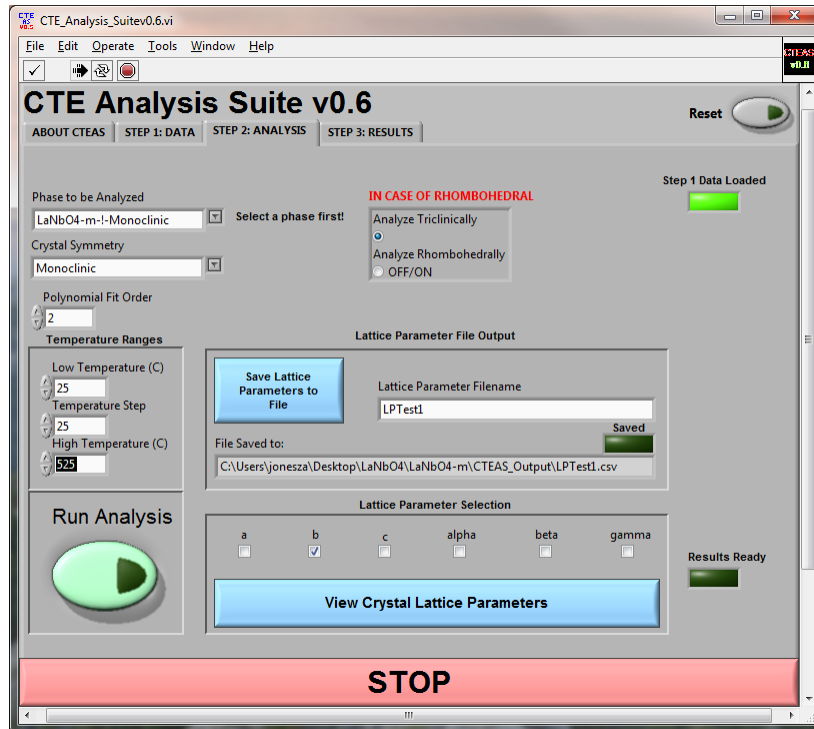 CTE_Analysis_Suitev0.6.vi
File Edit Operate Tools Window Help
CTEAS
v0.8
CTE Analysis Suite v0.6
Reset
ABOUT CTEAS STEP 1: DATA STEP 2: ANALYSIS STEP 3: RESULTS
Step 1 Data Loaded
Phase to be Analyzed
LaNbO4-m-!-Monoclinic
Select a phase first!
Crystal Symmetry
Monoclinic
IN CASE OF RHOMBOHEDRAL
Analyze Triclinically
Analyze Rhombohedrally
OFF/ON
Polynomial Fit Order
2
Temperature Ranges
Low Temperature (C)
25
Temperature Step
25
High Temperature (C)
525
Lattice Parameter File Output
Save Lattice
Parameters to
File
Lattice Parameter Filename
LPTest1
Saved
File Saved to:
C:\Users\jonesza\Desktop\LaNbO4\LaNbO4-m\CTEAS_Output\LPTest1.csv
Run Analysis
Lattice Parameter Selection
a b c alpha beta gamma
View Crystal Lattice Parameters
Results Ready
STOP